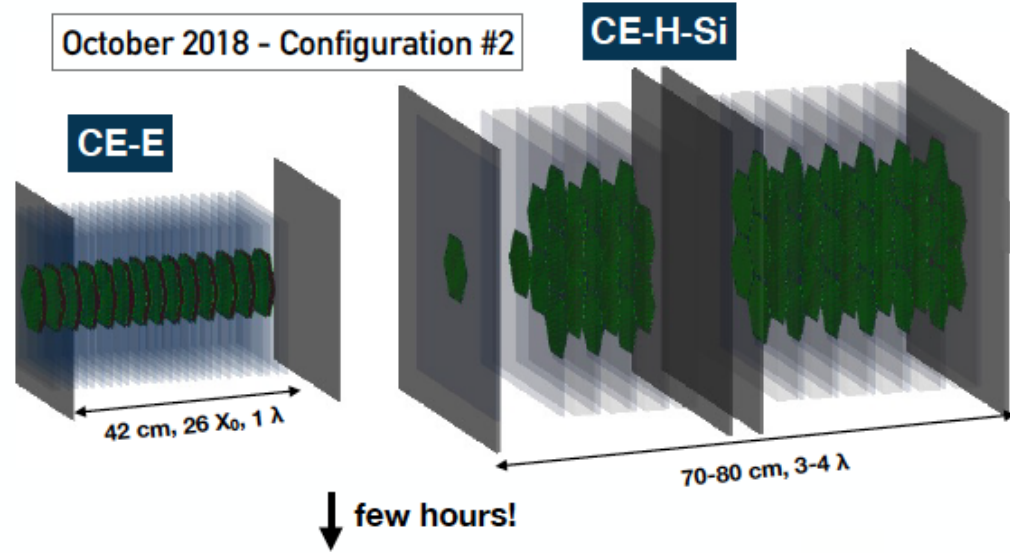 October 2018 - Configuration #2
CE-H-Si
CE-E
42 cm, 26 X₀, 1 λ
70-80 cm, 3-4 λ
few hours!